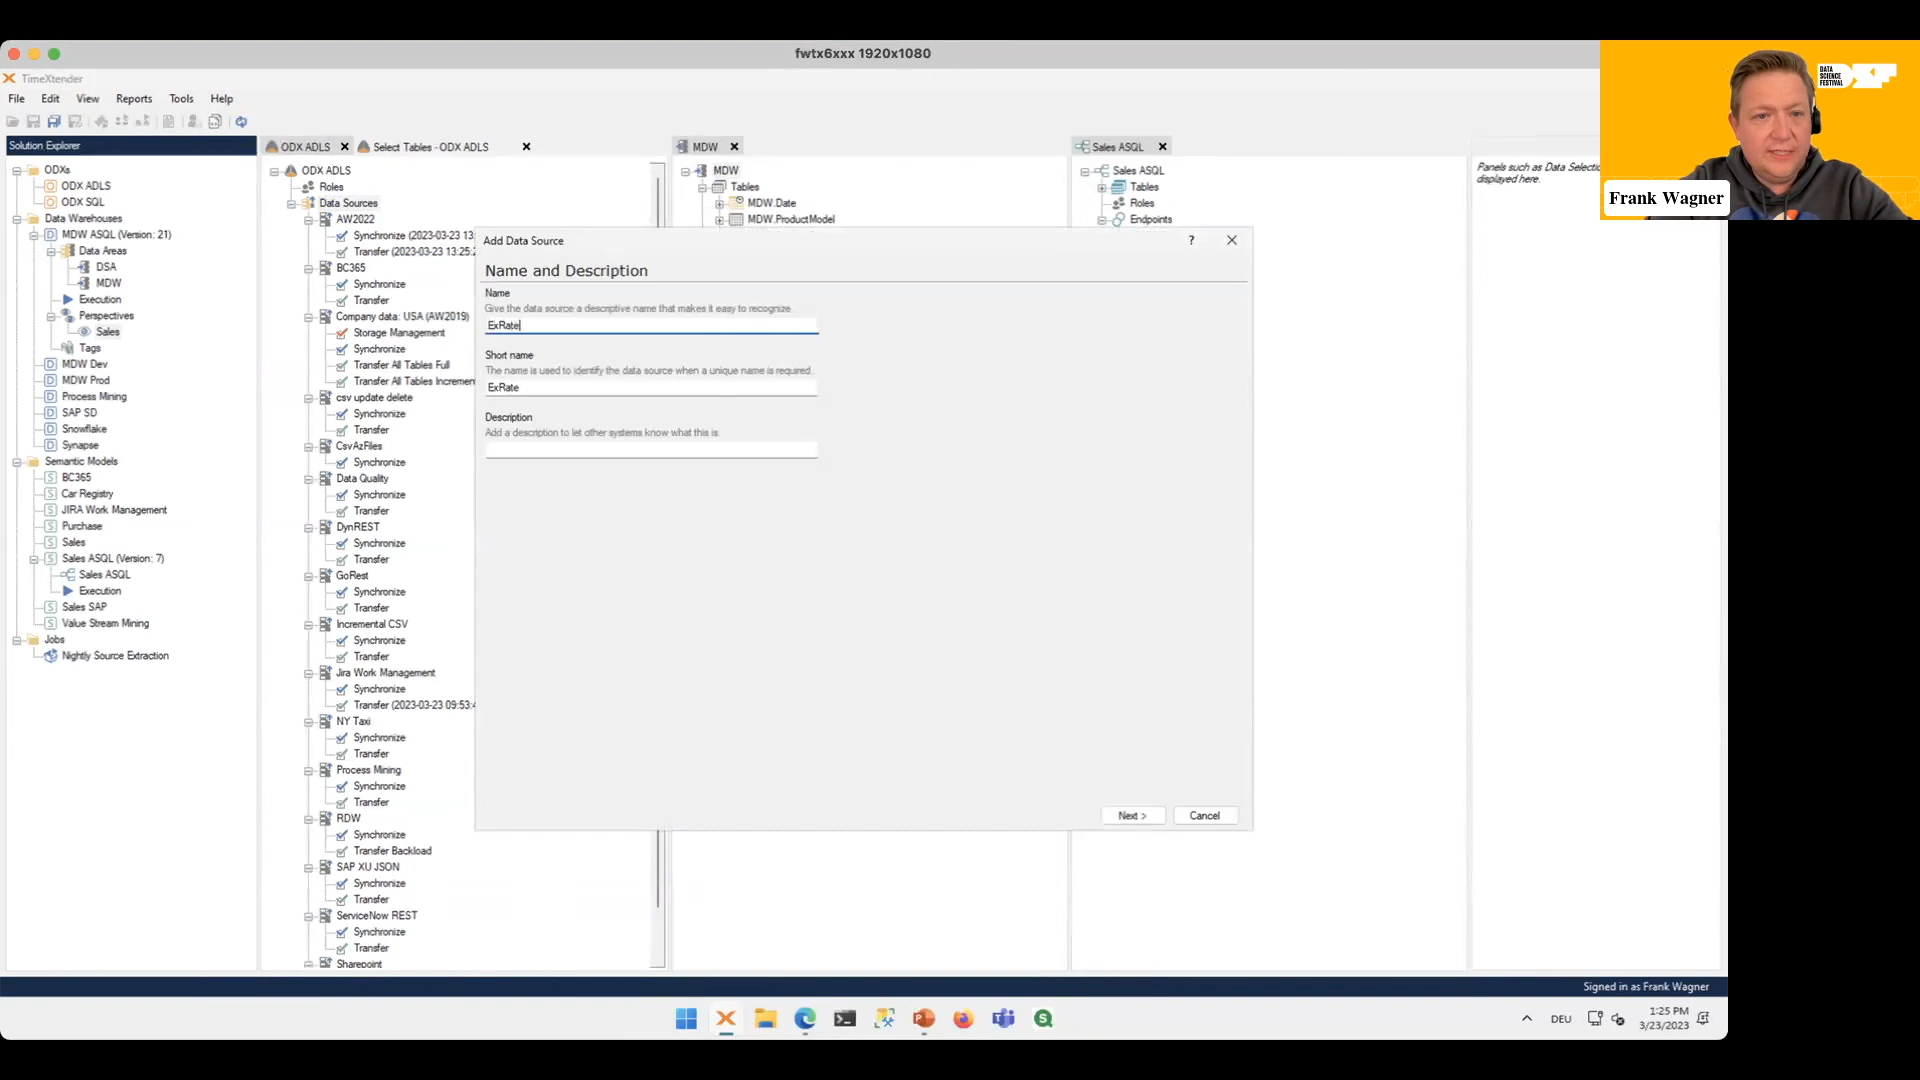 fwtx6xxx 1920x1080
DATA
SCIENCE
FESTIVAL
TimeXtender
File Edit View Reports Tools Help
Frank Wagner
Solution Explorer
ODXs
ODX ADLS
ODX SQL
Data Warehouses
MDW ASQL (Version: 21)
Data Areas
DSA
MDW
Execution
Perspectives
Sales
Tags
MDW Dev
MDW Prod
Process Mining
SAP SD
Snowflake
Synapse
Semantic Models
BC365
Car Registry
JIRA Work Management
Purchase
Sales
Sales ASQL (Version: 7)
Sales ASQL
Execution
Sales SAP
Value Stream Mining
Jobs
Nightly Source Extraction
ODX ADLS Select Tables - ODX ADLS
ODX ADLS
Roles
Data Sources
AW2022
Synchronize (2023-03-23 13:
Transfer (2023-03-23 13:25:2
BC365
Synchronize
Transfer
Company data: USA (AW2019)
Storage Management
Synchronize
Transfer All Tables Full
Transfer All Tables Incremen
csv update delete
Synchronize
Transfer
CsvAzFiles
Synchronize
Data Quality
Synchronize
Transfer
DynREST
Synchronize
Transfer
GoRest
Synchronize
Transfer
Incremental CSV
Synchronize
Transfer
Jira Work Management
Synchronize
Transfer (2023-03-23 09:53:4
NY Taxi
Synchronize
Transfer
Process Mining
Synchronize
Transfer
RDW
Synchronize
Transfer Backload
SAP XU JSON
Synchronize
Transfer
ServiceNow REST
Synchronize
Transfer
Sharepoint
MDW
MDW
Tables
MDW.Date
MDW.ProductModel
Sales ASQL
Sales ASQL
Tables
Roles
Endpoints
Panels such as Data Selectio
displayed here.
Add Data Source
?
Name and Description
Name
Give the data source a descriptive name that makes it easy to recognize.
ExRate
Short name
The name is used to identify the data source when a unique name is required.
ExRate
Description
Add a description to let other systems know what this is.
Next > Cancel
Signed in as Frank Wagner
DEU
1:25 PM
3/23/2023